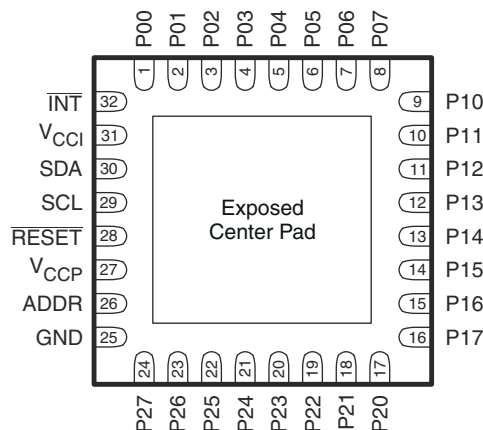 P00
P01
P02
P03
P04
P05
P06
P07
1
2
3
4
5
6
7
8
INT
32
9
P10
V_CCI
31
10
P11
SDA
30
11
P12
SCL
29
12
P13
RESET
28
13
P14
V_CCP
27
14
P15
ADDR
26
15
P16
GND
25
16
P17
Exposed
Center Pad
24
23
22
21
20
19
18
17
P27
P26
P25
P24
P23
P22
P21
P20